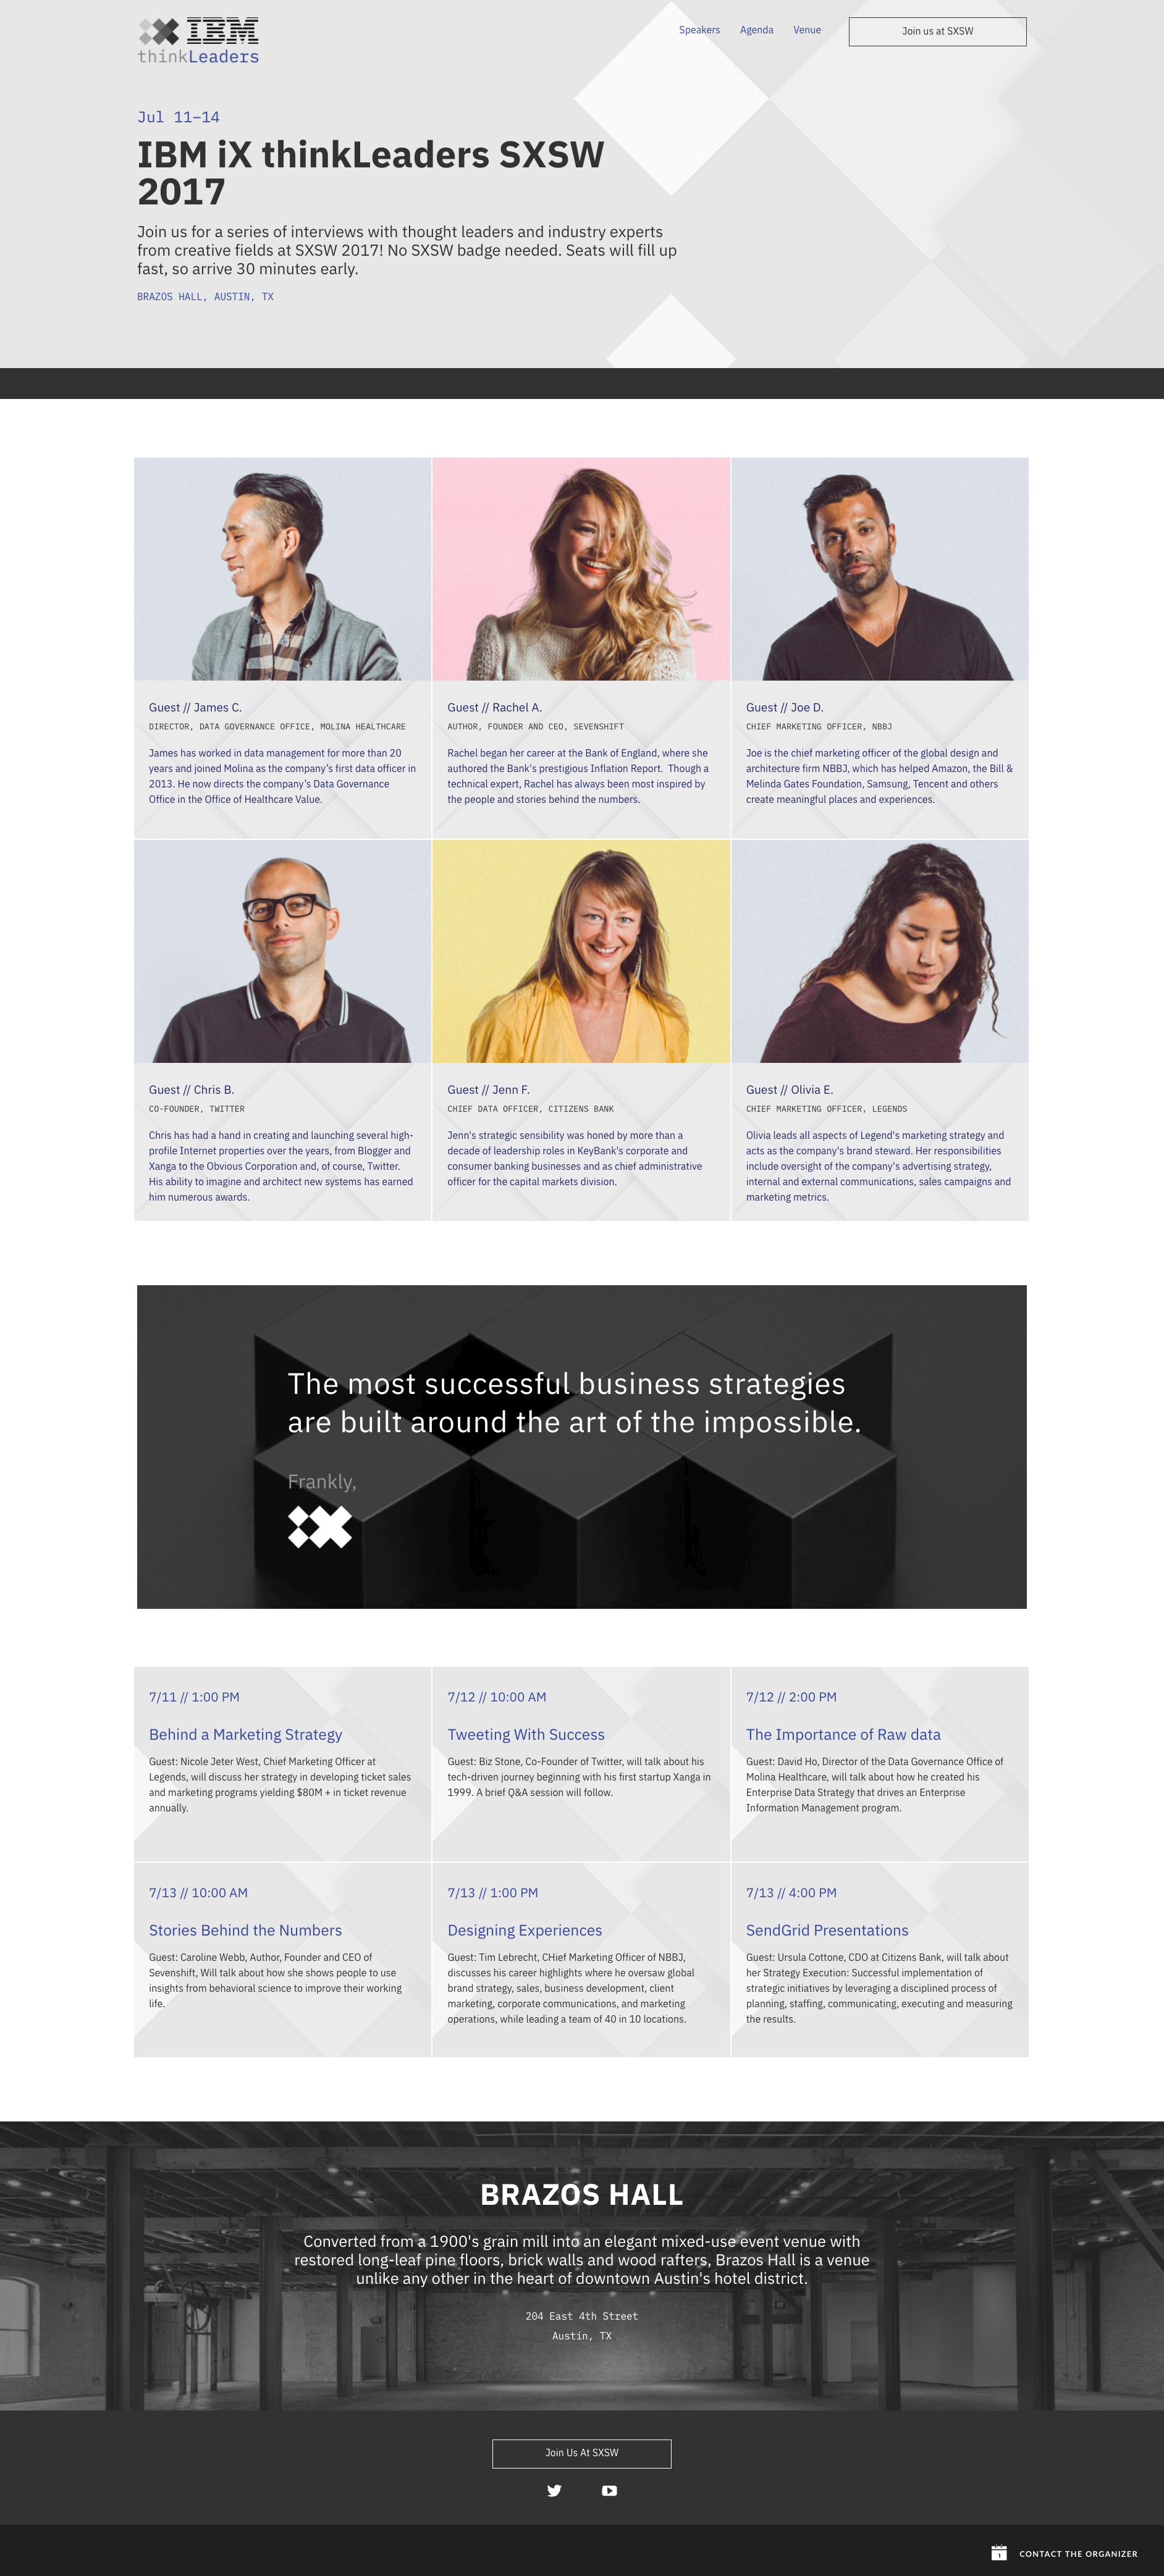 IBM
thinkLeaders
Speakers
Agenda
Venue
Join us at SXSW
Jul 11–14
IBM iX thinkLeaders SXSW
2017
Join us for a series of interviews with thought leaders and industry experts
from creative fields at SXSW 2017! No SXSW badge needed. Seats will fill up
fast, so arrive 30 minutes early.
BRAZOS HALL, AUSTIN, TX
Guest // James C.
DIRECTOR, DATA GOVERNANCE OFFICE, MOLINA HEALTHCARE
James has worked in data management for more than 20
years and joined Molina as the company’s first data officer in
2013. He now directs the company’s Data Governance
Office in the Office of Healthcare Value.
Guest // Rachel A.
AUTHOR, FOUNDER AND CEO, SEVENSHIFT
Rachel began her career at the Bank of England, where she
authored the Bank's prestigious Inflation Report.  Though a
technical expert, Rachel has always been most inspired by
the people and stories behind the numbers.
Guest // Joe D.
CHIEF MARKETING OFFICER, NBBJ
Joe is the chief marketing officer of the global design and
architecture firm NBBJ, which has helped Amazon, the Bill &
Melinda Gates Foundation, Samsung, Tencent and others
create meaningful places and experiences.
Guest // Chris B.
CO-FOUNDER, TWITTER
Chris has had a hand in creating and launching several high-
profile Internet properties over the years, from Blogger and
Xanga to the Obvious Corporation and, of course, Twitter.
His ability to imagine and architect new systems has earned
him numerous awards.
Guest // Jenn F.
CHIEF DATA OFFICER, CITIZENS BANK
Jenn's strategic sensibility was honed by more than a
decade of leadership roles in KeyBank's corporate and
consumer banking businesses and as chief administrative
officer for the capital markets division.
Guest // Olivia E.
CHIEF MARKETING OFFICER, LEGENDS
Olivia leads all aspects of Legend's marketing strategy and
acts as the company's brand steward. Her responsibilities
include oversight of the company's advertising strategy,
internal and external communications, sales campaigns and
marketing metrics.
The most successful business strategies
are built around the art of the impossible.
Frankly,
7/11 // 1:00 PM
Behind a Marketing Strategy
Guest: Nicole Jeter West, Chief Marketing Officer at
Legends, will discuss her strategy in developing ticket sales
and marketing programs yielding $80M + in ticket revenue
annually.
7/12 // 10:00 AM
Tweeting With Success
Guest: Biz Stone, Co-Founder of Twitter, will talk about his
tech-driven journey beginning with his first startup Xanga in
1999. A brief Q&A session will follow.
7/12 // 2:00 PM
The Importance of Raw data
Guest: David Ho, Director of the Data Governance Office of
Molina Healthcare, will talk about how he created his
Enterprise Data Strategy that drives an Enterprise
Information Management program.
7/13 // 10:00 AM
Stories Behind the Numbers
Guest: Caroline Webb, Author, Founder and CEO of
Sevenshift, Will talk about how she shows people to use
insights from behavioral science to improve their working
life.
7/13 // 1:00 PM
Designing Experiences
Guest: Tim Lebrecht, CHief Marketing Officer of NBBJ,
discusses his career highlights where he oversaw global
brand strategy, sales, business development, client
marketing, corporate communications, and marketing
operations, while leading a team of 40 in 10 locations.
7/13 // 4:00 PM
SendGrid Presentations
Guest: Ursula Cottone, CDO at Citizens Bank, will talk about
her Strategy Execution: Successful implementation of
strategic initiatives by leveraging a disciplined process of
planning, staffing, communicating, executing and measuring
the results.
BRAZOS HALL
Converted from a 1900's grain mill into an elegant mixed-use event venue with
restored long-leaf pine floors, brick walls and wood rafters, Brazos Hall is a venue
unlike any other in the heart of downtown Austin's hotel district.
204 East 4th Street
Austin, TX
Join Us At SXSW
1
CONTACT THE ORGANIZER